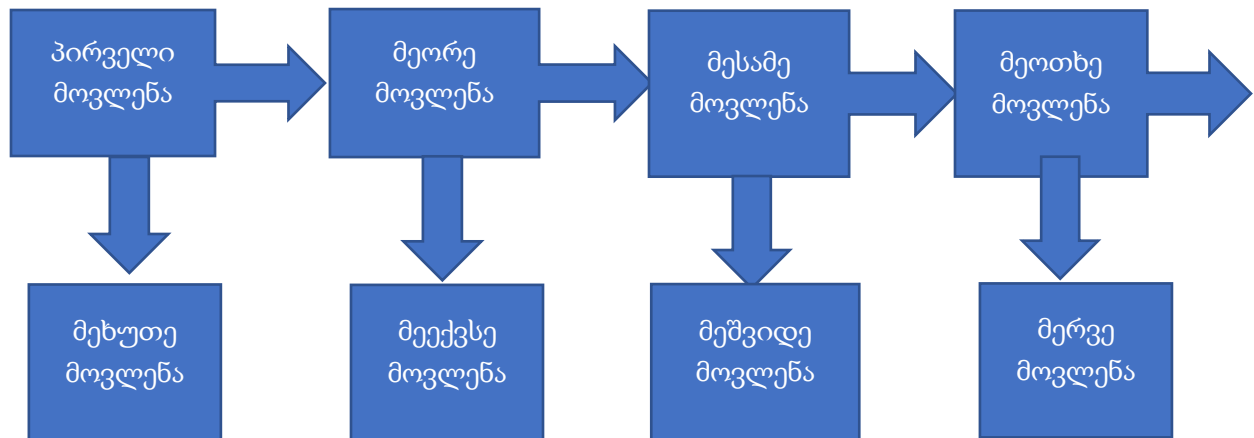 პირველი
მოვლენა
მეორე
მოვლენა
მესამე
მოვლენა
მეოთხე
მოვლენა
მეხუთე
მოვლენა
მეექვსე
მოვლენა
მეშვიდე
მოვლენა
მერვე
მოვლენა